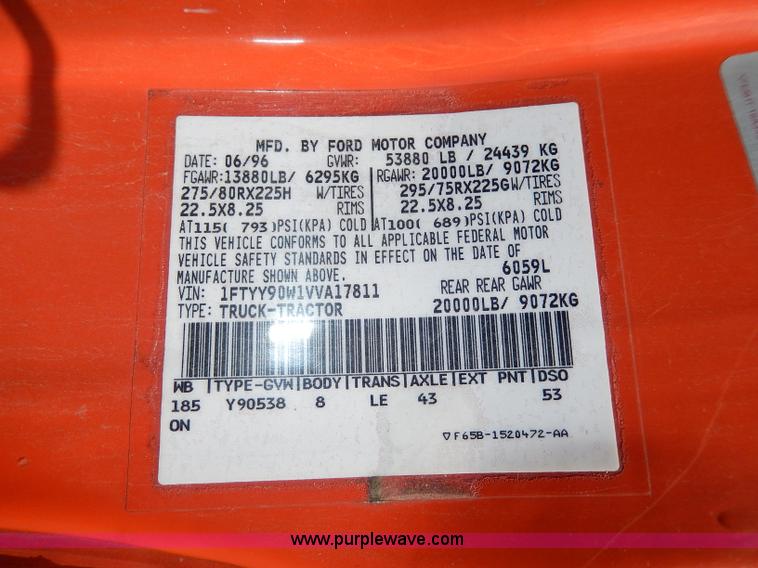 MFD. BY FORD MOTOR COMPANY
DATE: 06/96 GVWR: 53880 LB / 24439 KG
FGAWR:13880LB/ 6295KG RGAWR: 20000LB/ 9072KG
275/80RX225H W/TIRES 295/75RX225GW/TIRES
22.5X8.25 RIMS 22.5X8.25 RIMS
AT115( 793)PSI(KPA) COLD AT100( 689)PSI(KPA) COLD
THIS VEHICLE CONFORMS TO ALL APPLICABLE FEDERAL MOTOR
VEHICLE SAFETY STANDARDS IN EFFECT ON THE DATE OF
MANUFACTURE SHOWN ABOVE. 6059L
VIN: 1FTYY90W1VVA17811 REAR REAR GAWR
TYPE: TRUCK-TRACTOR 20000LB/ 9072KG
WB |TYPE-GVW|BODY|TRANS|AXLE|EXT PNT|DSO
185 Y90538 8 LE 43 53
ON
▽F65B-1520472-AA
www.purplewave.com